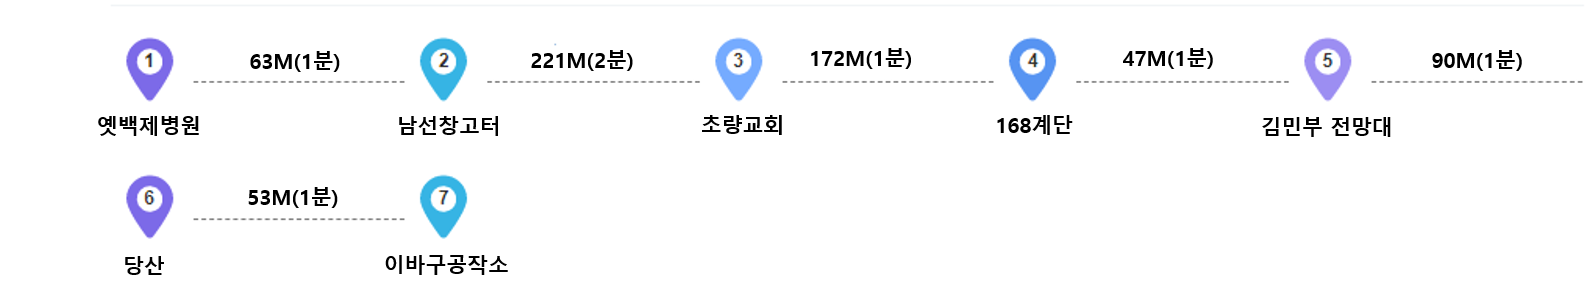 1 63M(1분) 2 221M(2분) 3 172M(1분) 4 47M(1분) 5 90M(1분)
옛백제병원 남선창고터 초량교회 168계단 김민부 전망대
6 53M(1분) 7
당산 이바구공작소